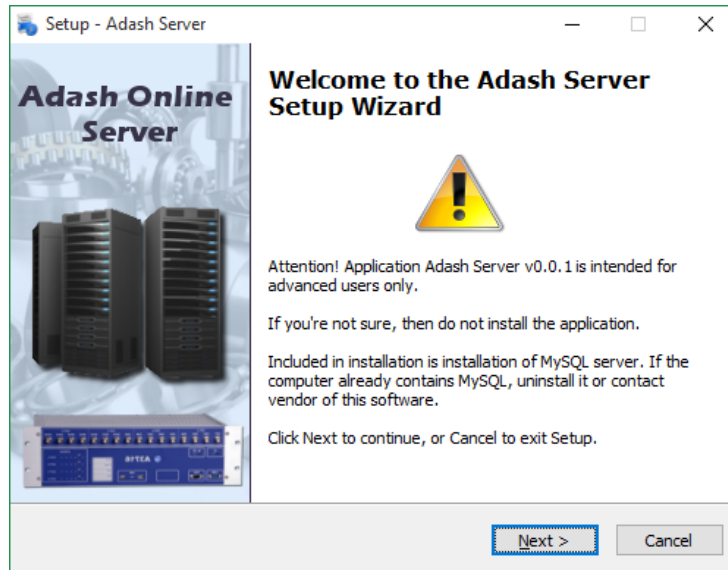 Setup - Adash Server
Adash Online
Server
Welcome to the Adash Server
Setup Wizard
Attention! Application Adash Server v0.0.1 is intended for
advanced users only.
If you're not sure, then do not install the application.
Included in installation is installation of MySQL server. If the
computer already contains MySQL, uninstall it or contact
vendor of this software.
Click Next to continue, or Cancel to exit Setup.
Next >
Cancel